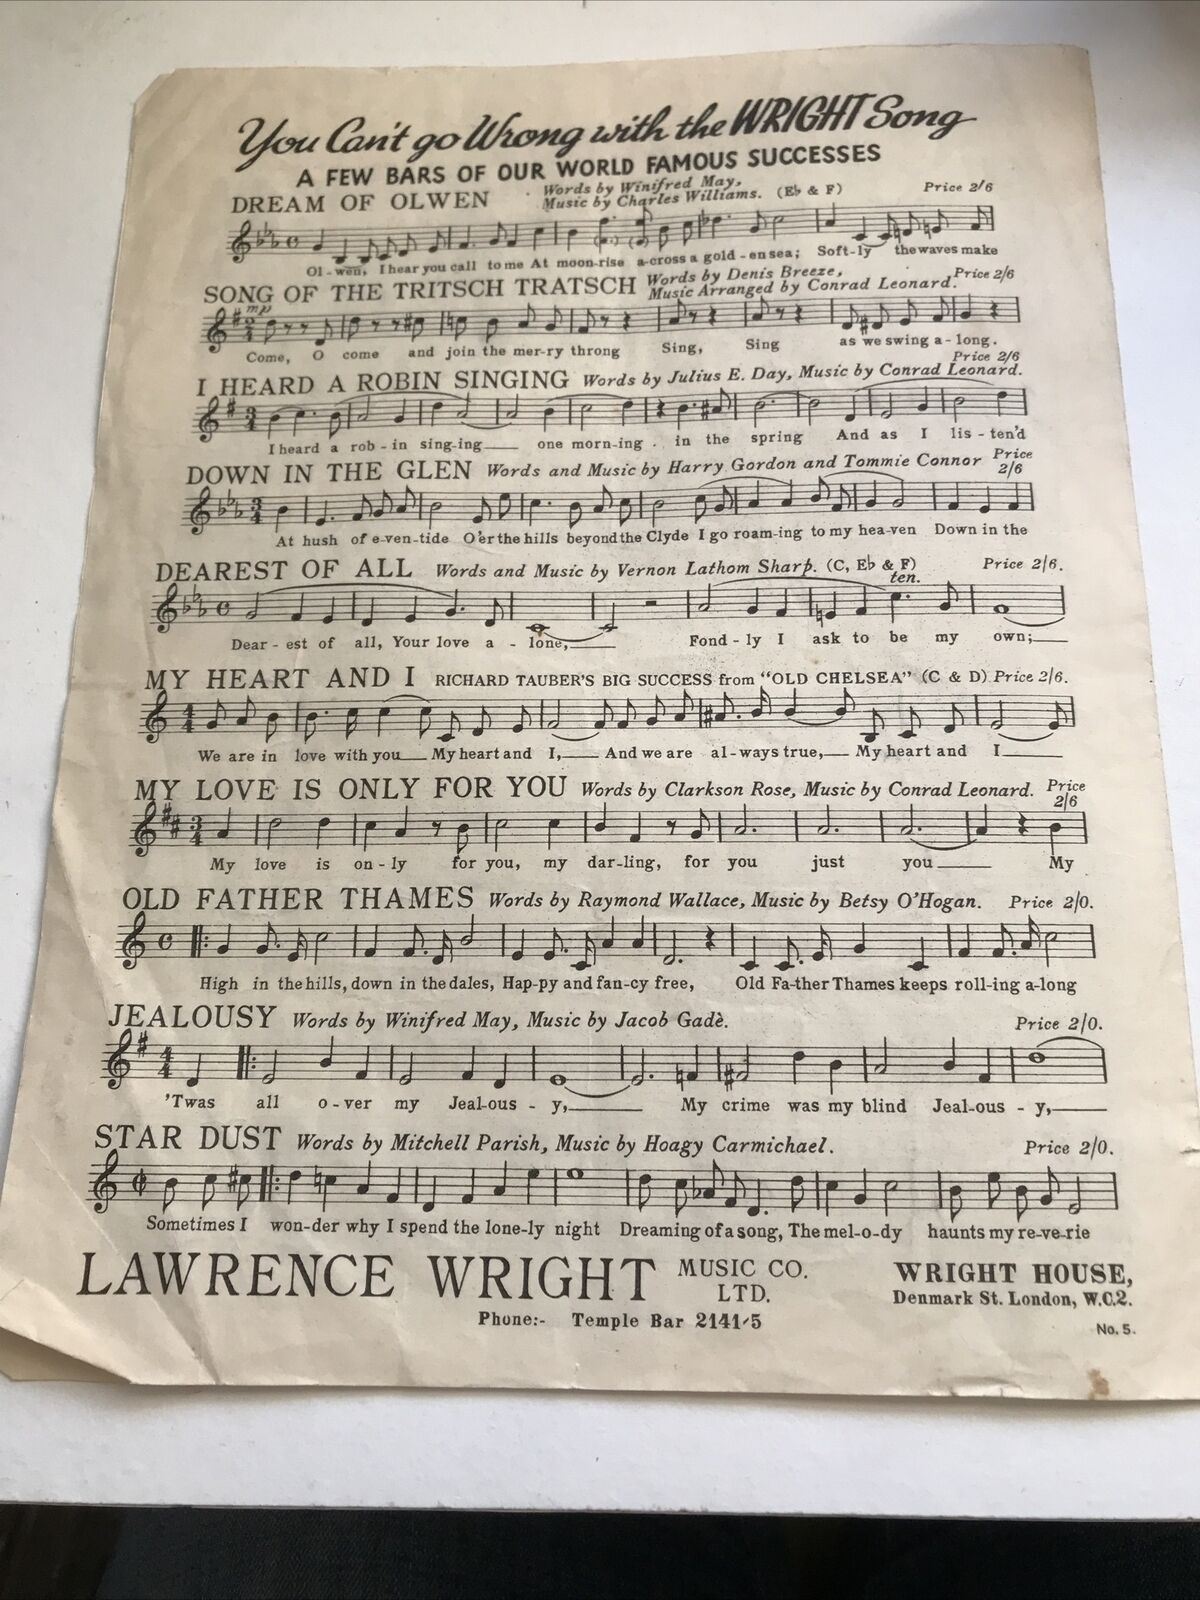 You Can't go Wrong with the WRIGHT Song
A FEW BARS OF OUR WORLD FAMOUS SUCCESSES
DREAM OF OLWEN Words by Winifred May, Music by Charles Williams. (E♭ & F) Price 2/6
Ol - wen, I hear you call to me At moon-rise a-cross a gold - en sea; Soft-ly the waves make
SONG OF THE TRITSCH TRATSCH Words by Denis Breeze, Music Arranged by Conrad Leonard. Price 2/6
mp
Come, O come and join the mer-ry throng Sing, Sing as we swing a - long.
I HEARD A ROBIN SINGING Words by Julius E. Day, Music by Conrad Leonard. Price 2/6
I heard a rob - in sing-ing one morn-ing in the spring And as I lis - ten'd
DOWN IN THE GLEN Words and Music by Harry Gordon and Tommie Connor Price 2/6
At hush of e-ven-tide O'er the hills beyond the Clyde I go roam-ing to my hea-ven Down in the
DEAREST OF ALL Words and Music by Vernon Lathom Sharp. (C, E♭ & F) Price 2/6.
ten.
Dear - est of all, Your love a - lone, Fond - ly I ask to be my own;
MY HEART AND I RICHARD TAUBER'S BIG SUCCESS from "OLD CHELSEA" (C & D) Price 2/6.
We are in love with you My heart and I, And we are al-ways true, My heart and I
MY LOVE IS ONLY FOR YOU Words by Clarkson Rose, Music by Conrad Leonard. Price 2/6
My love is on - ly for you, my dar-ling, for you just you My
OLD FATHER THAMES Words by Raymond Wallace, Music by Betsy O'Hogan. Price 2/0.
High in the hills, down in the dales, Hap-py and fan-cy free, Old Fa-ther Thames keeps roll-ing a-long
JEALOUSY Words by Winifred May, Music by Jacob Gadè. Price 2/0.
'Twas all o - ver my Jeal-ous - y, My crime was my blind Jeal-ous - y,
STAR DUST Words by Mitchell Parish, Music by Hoagy Carmichael. Price 2/0.
Sometimes I won-der why I spend the lone-ly night Dreaming of a song, The mel-o-dy haunts my re-ve-rie
LAWRENCE WRIGHT MUSIC CO. LTD.
WRIGHT HOUSE,
Denmark St. London, W.C.2.
Phone:- Temple Bar 2141-5
No. 5.